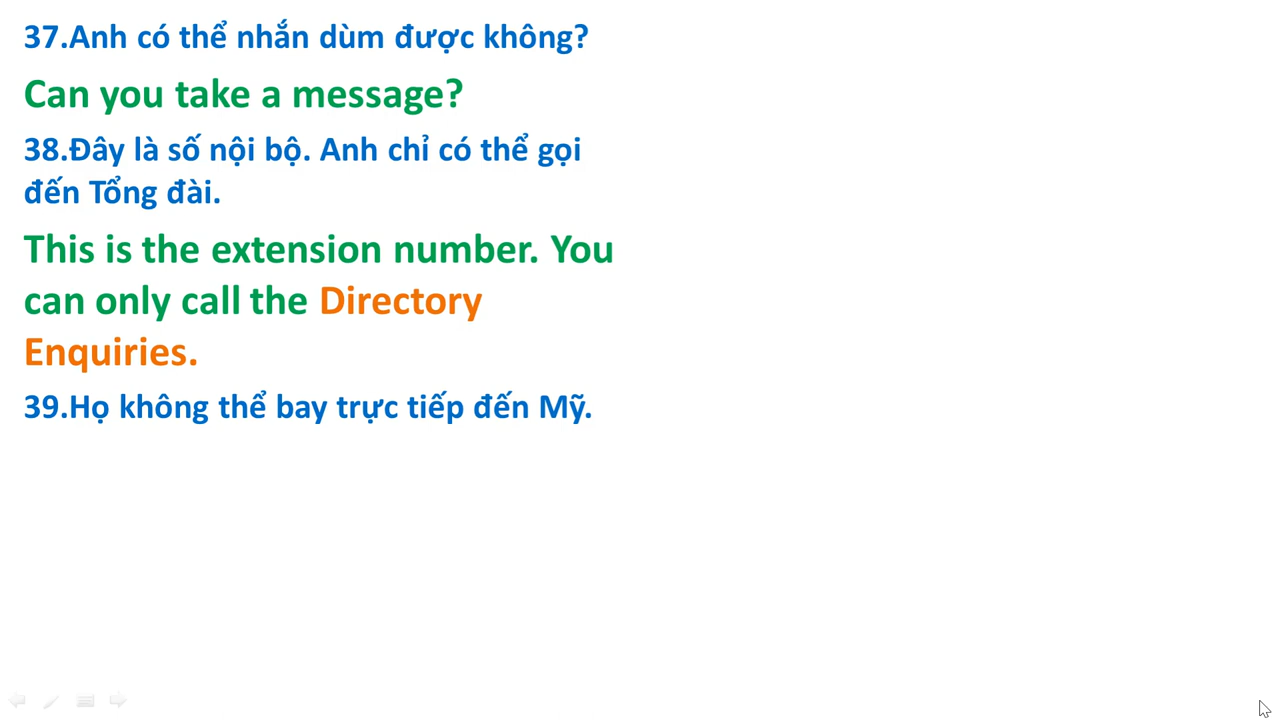 37.Anh có thể nhắn dùm được không?
Can you take a message?
38.Đây là số nội bộ. Anh chỉ có thể gọi
đến Tổng đài.
This is the extension number. You
can only call the Directory
Enquiries.
39.Họ không thể bay trực tiếp đến Mỹ.